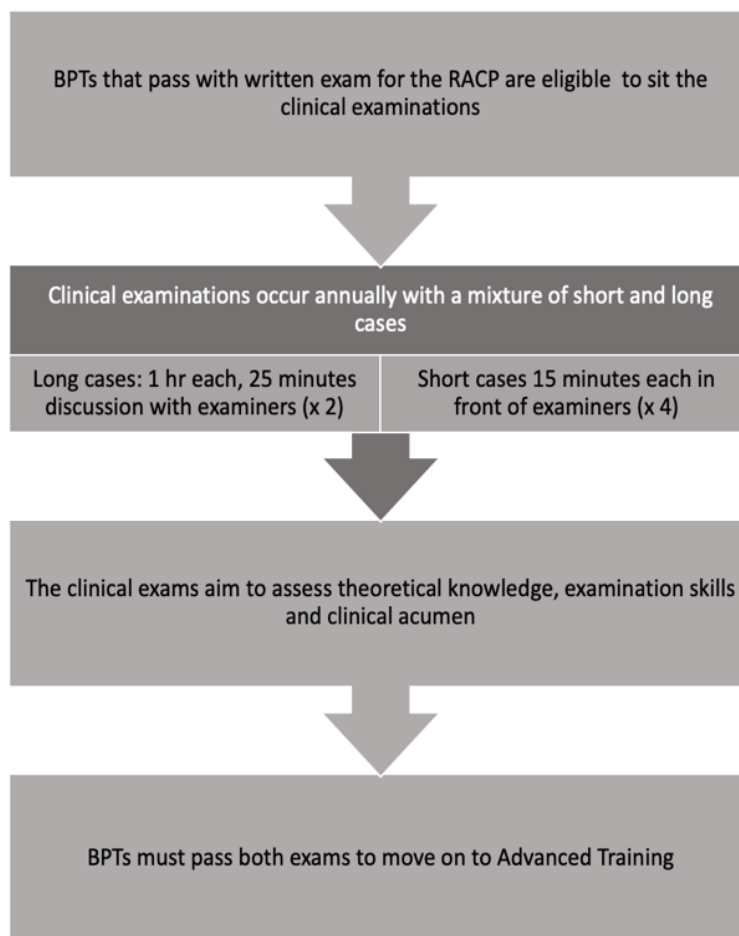 BPTs that pass with written exam for the RACP are eligible to sit the
clinical examinations
Clinical examinations occur annually with a mixture of short and long
cases
Long cases: 1 hr each, 25 minutes
discussion with examiners (x 2)
Short cases 15 minutes each in
front of examiners (x 4)
The clinical exams aim to assess theoretical knowledge, examination skills
and clinical acumen
BPTs must pass both exams to move on to Advanced Training